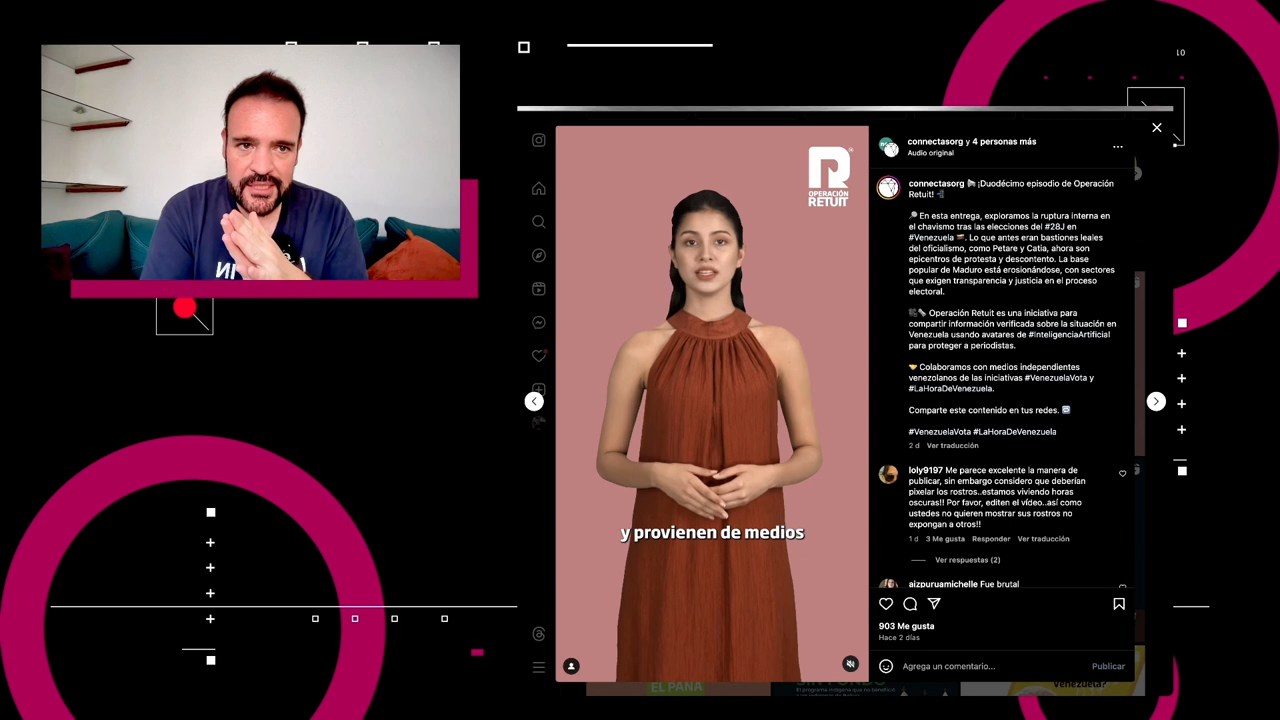 10
connectasorg y 4 personas más
Audio original
OPERACIÓN
RETUIT
connectasorg 📡 ¡Duodécimo episodio de Operación
Retuit! 📲
🔎 En esta entrega, exploramos la ruptura interna en
el chavismo tras las elecciones del #28J en
#Venezuela 🇻🇪. Lo que antes eran bastiones leales
del oficialismo, como Petare y Catia, ahora son
epicentros de protesta y descontento. La base
popular de Maduro está erosionándose, con sectores
que exigen transparencia y justicia en el proceso
electoral.
Operación Retuit es una iniciativa para
compartir información verificada sobre la situación en
Venezuela usando avatares de #InteligenciaArtificial
para proteger a periodistas.
🤝 Colaboramos con medios independientes
venezolanos de las iniciativas #VenezuelaVota y
#LaHoraDeVenezuela.
Comparte este contenido en tus redes. 🔁
#VenezuelaVota #LaHoraDeVenezuela
2 d Ver traducción
loly9197 Me parece excelente la manera de
publicar, sin embargo considero que deberían
pixelar los rostros..estamos viviendo horas
oscuras!! Por favor, editen el vídeo..así como
ustedes no quieren mostrar sus rostros no
expongan a otros!!
1 d 3 Me gusta Responder Ver traducción
Ver respuestas (2)
aizpuruamichelle Fue brutal
y provienen de medios
903 Me gusta
Hace 2 días
Agrega un comentario...
Publicar
EL PANA
SIN FONDO